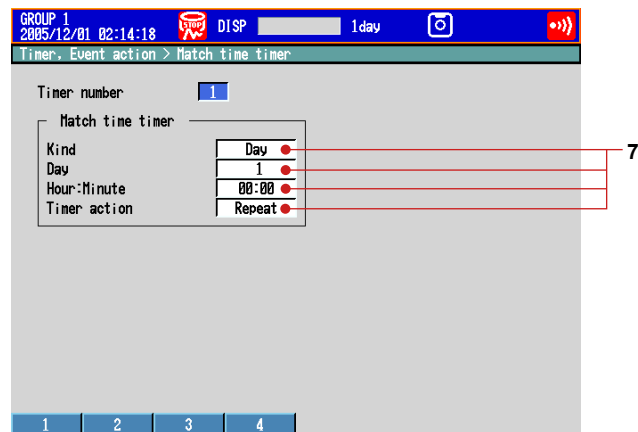 GROUP 1
2005/12/01 02:14:18 STOP DISP 1day
Timer, Event action > Match time timer
Timer number 1
Match time timer
Kind Day
Day 1
Hour:Minute 00:00
Timer action Repeat
7
1 2 3 4